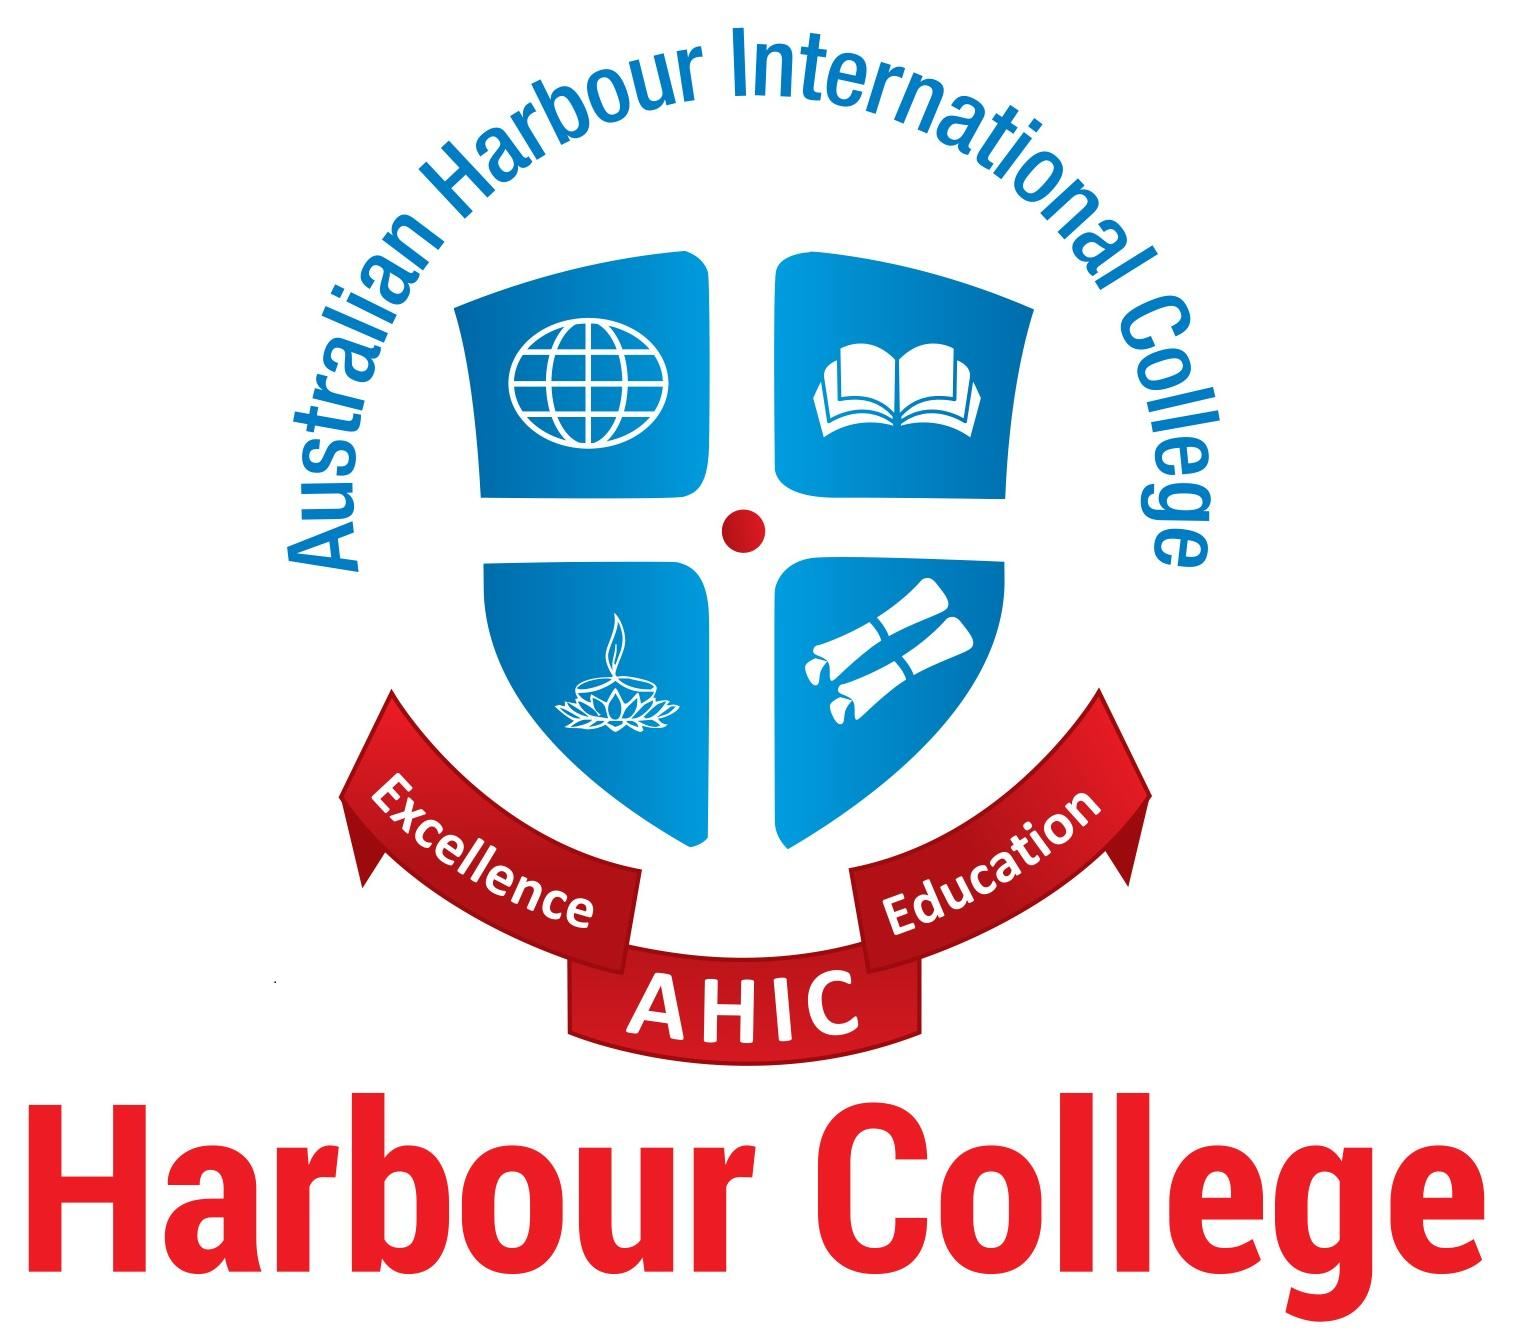 Australian Harbour International College
Excellence
Education
AHIC
Harbour College